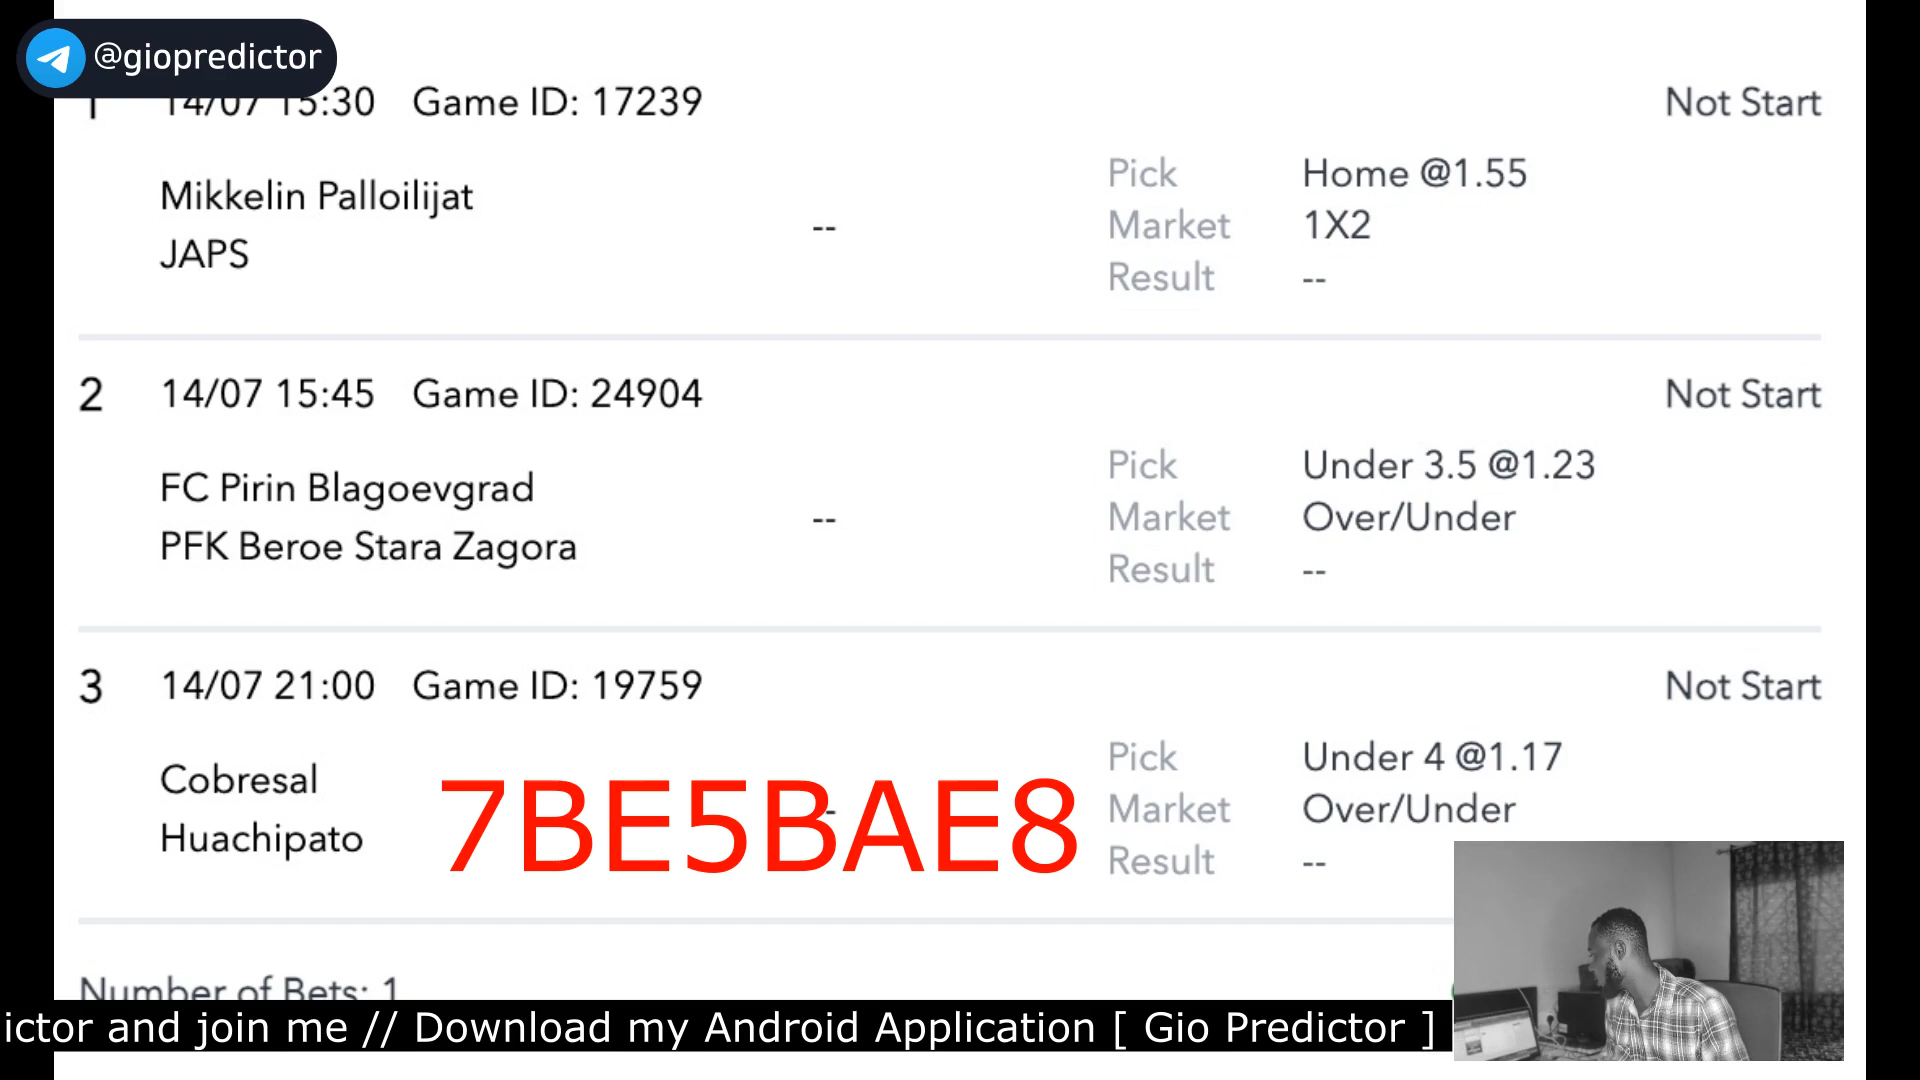 @giopredictor
1 14/07 15:30 Game ID: 17239 Not Start
Mikkelin Palloilijat
JAPS
--
Pick Home @1.55
Market 1X2
Result --
2 14/07 15:45 Game ID: 24904 Not Start
FC Pirin Blagoevgrad
PFK Beroe Stara Zagora
--
Pick Under 3.5 @1.23
Market Over/Under
Result --
3 14/07 21:00 Game ID: 19759 Not Start
Cobresal
Huachipato
7BE5BAE8
Pick Under 4 @1.17
Market Over/Under
Result --
Number of Bets: 1
ictor and join me // Download my Android Application [ Gio Predictor ]